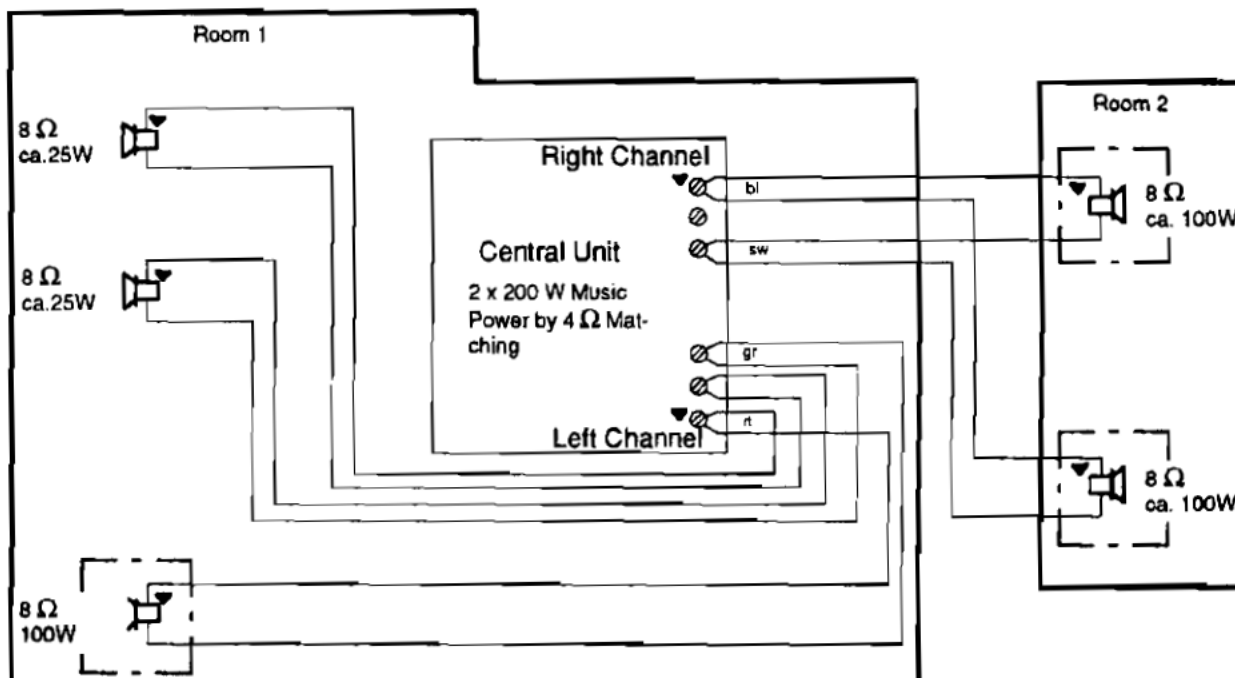 Room 1
8 Ω
ca.25W
8 Ω
ca.25W
8 Ω
100W
Right Channel
Central Unit
2 x 200 W Music
Power by 4 Ω Mat-
ching
Left Channel
bl
sw
gr
rt
Room 2
8 Ω
ca. 100W
8 Ω
ca. 100W